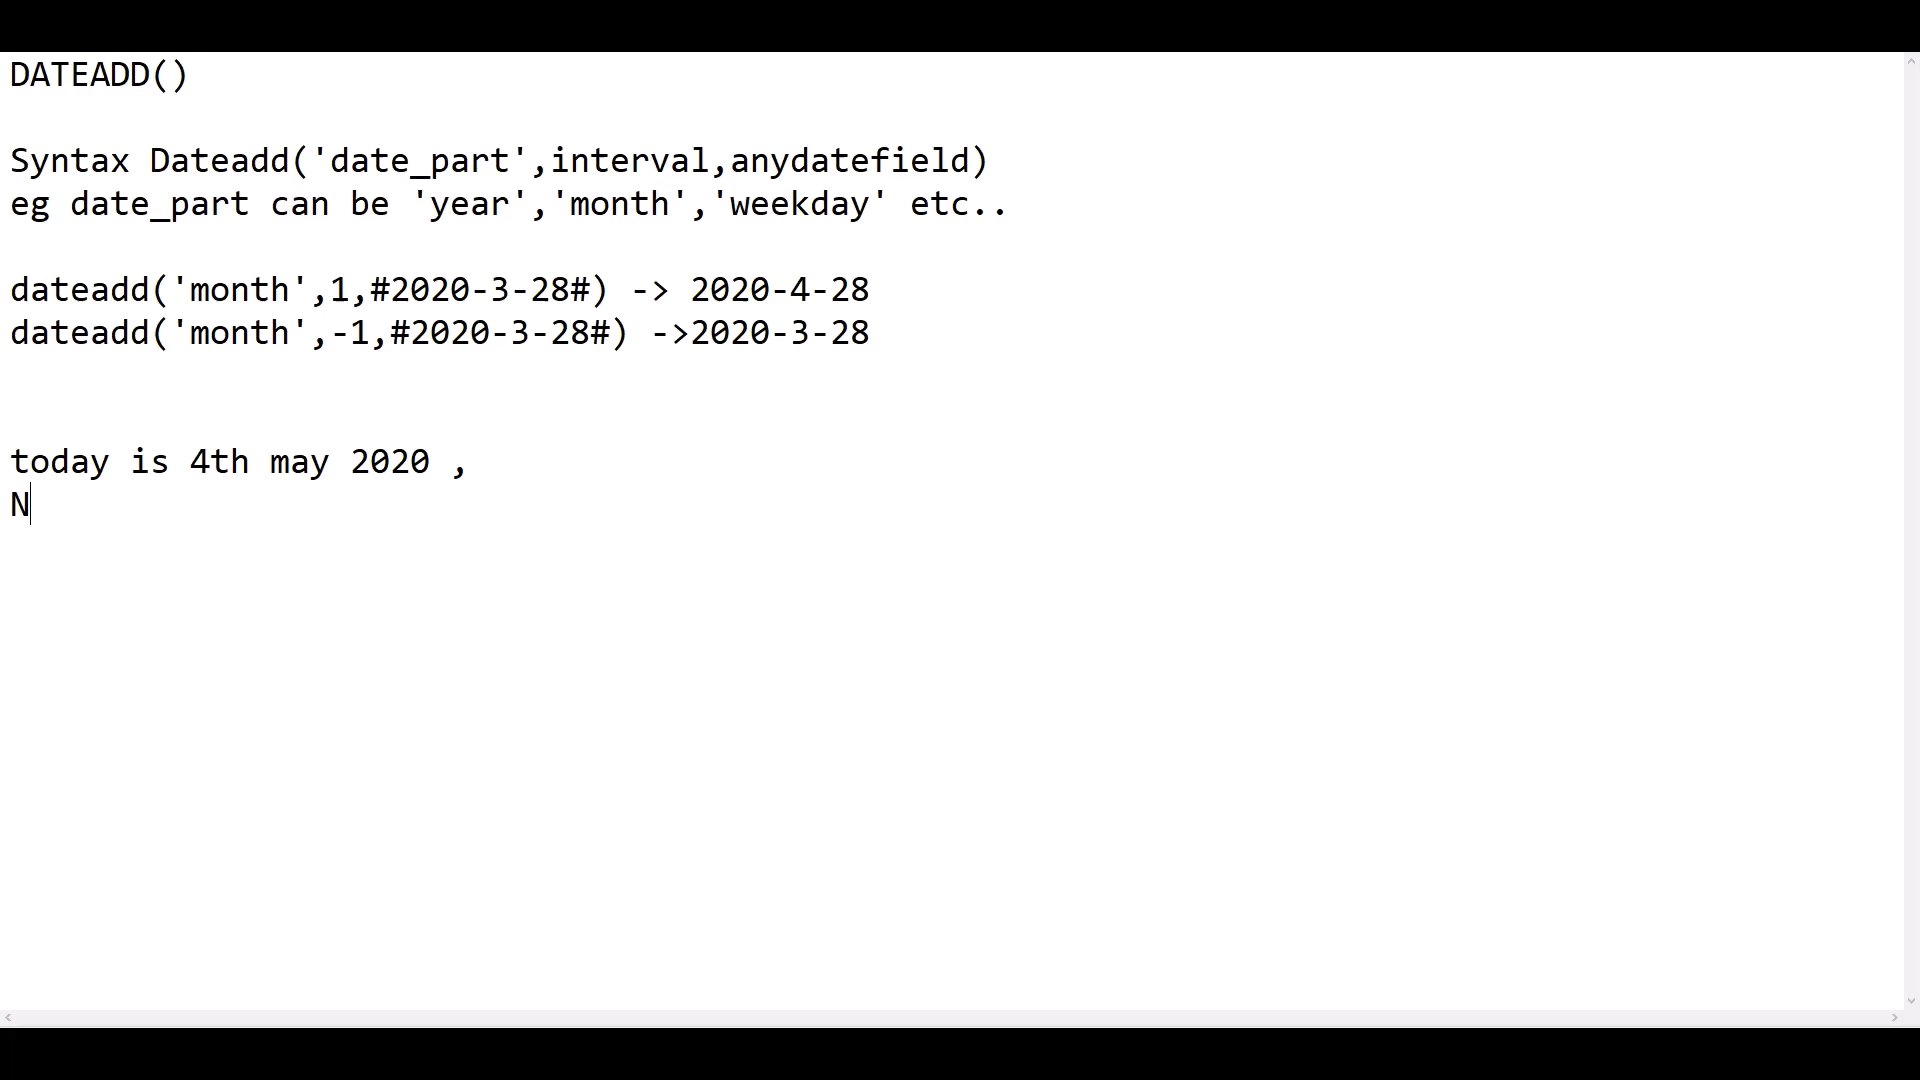 DATEADD()
Syntax Dateadd('date_part',interval,anydatefield)
eg date_part can be 'year','month','weekday' etc..
dateadd('month',1,#2020-3-28#) -> 2020-4-28
dateadd('month',-1,#2020-3-28#) ->2020-3-28
today is 4th may 2020 ,
N